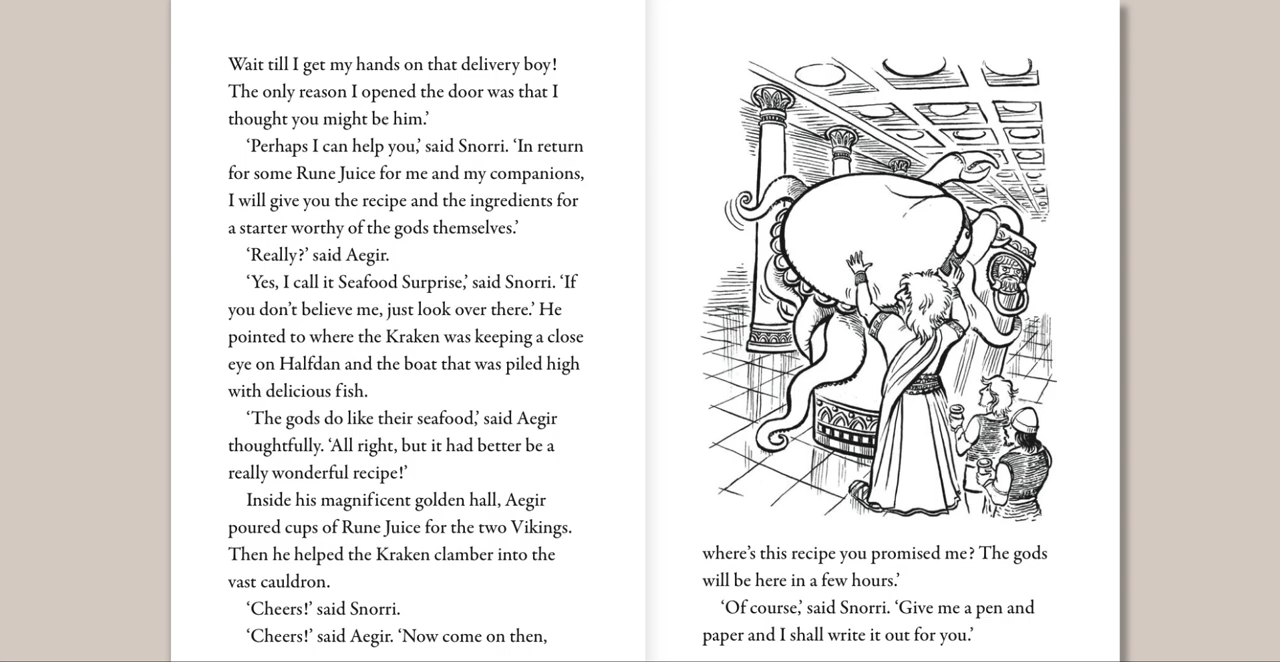 Wait till I get my hands on that delivery boy!
The only reason I opened the door was that I
thought you might be him.’
‘Perhaps I can help you,’ said Snorri. ‘In return
for some Rune Juice for me and my companions,
I will give you the recipe and the ingredients for
a starter worthy of the gods themselves.’
‘Really?’ said Aegir.
‘Yes, I call it Seafood Surprise,’ said Snorri. ‘If
you don’t believe me, just look over there.’ He
pointed to where the Kraken was keeping a close
eye on Halfdan and the boat that was piled high
with delicious fish.
‘The gods do like their seafood,’ said Aegir
thoughtfully. ‘All right, but it had better be a
really wonderful recipe!’
Inside his magnificent golden hall, Aegir
poured cups of Rune Juice for the two Vikings.
Then he helped the Kraken clamber into the
vast cauldron.
‘Cheers!’ said Snorri.
‘Cheers!’ said Aegir. ‘Now come on then,
where’s this recipe you promised me? The gods
will be here in a few hours.’
‘Of course,’ said Snorri. ‘Give me a pen and
paper and I shall write it out for you.’